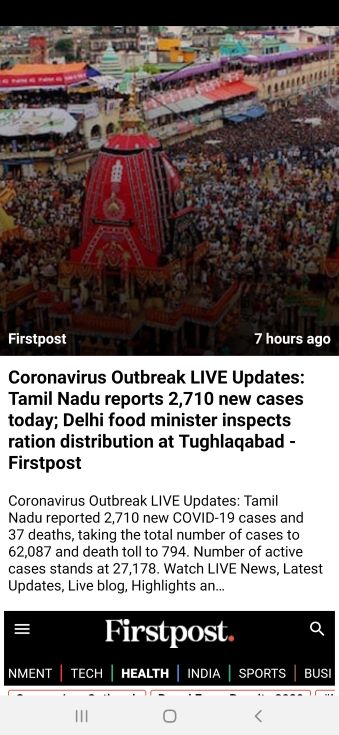 Firstpost
7 hours ago
Coronavirus Outbreak LIVE Updates:
Tamil Nadu reports 2,710 new cases
today; Delhi food minister inspects
ration distribution at Tughlaqabad -
Firstpost
Coronavirus Outbreak LIVE Updates: Tamil
Nadu reported 2,710 new COVID-19 cases and
37 deaths, taking the total number of cases to
62,087 and death toll to 794. Number of active
cases stands at 27,178. Watch LIVE News, Latest
Updates, Live blog, Highlights an...
Firstpost.
NMENT | TECH | HEALTH | INDIA | SPORTS | BUSI